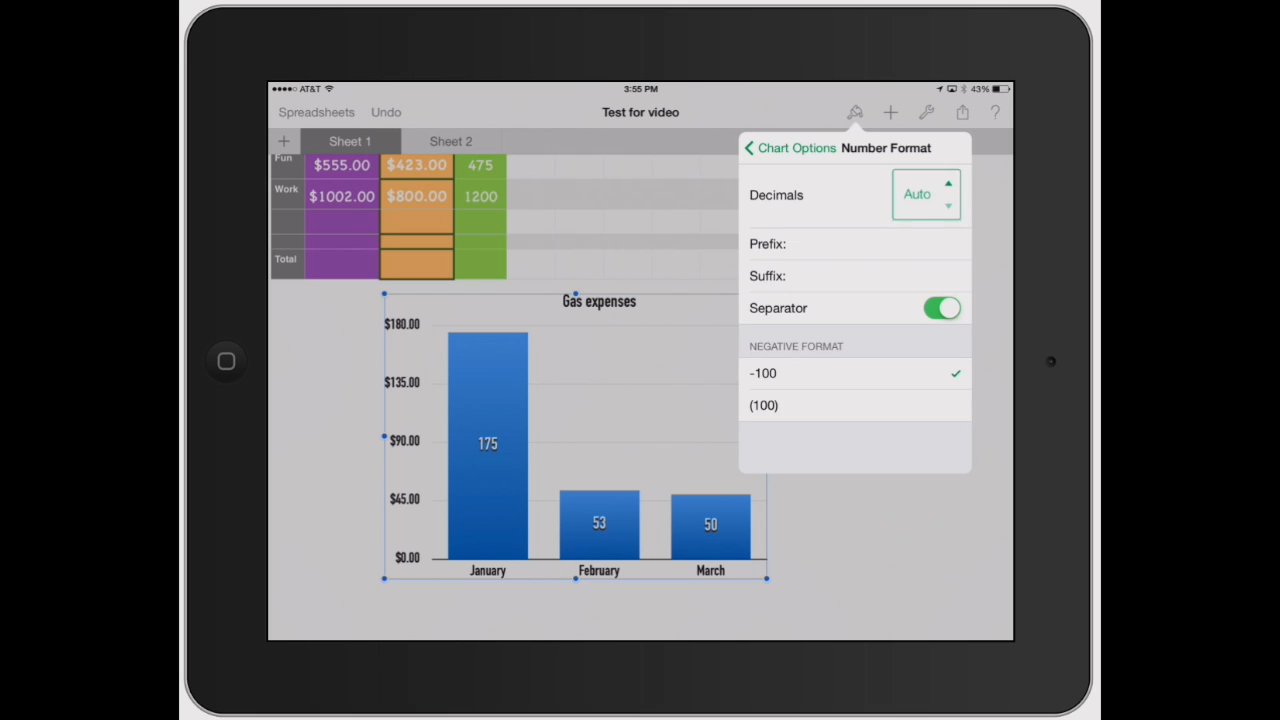 AT&T 3:55 PM 43%
Spreadsheets Undo Test for video + ?
+ Sheet 1 Sheet 2
Fun $555.00 $423.00 475
Work $1002.00 $800.00 1200
Total
Chart Options Number Format
Decimals Auto
Prefix:
Suffix:
Separator
NEGATIVE FORMAT
-100
(100)
Gas expenses
$180.00
$135.00
$90.00
$45.00
$0.00
175
53
50
January February March